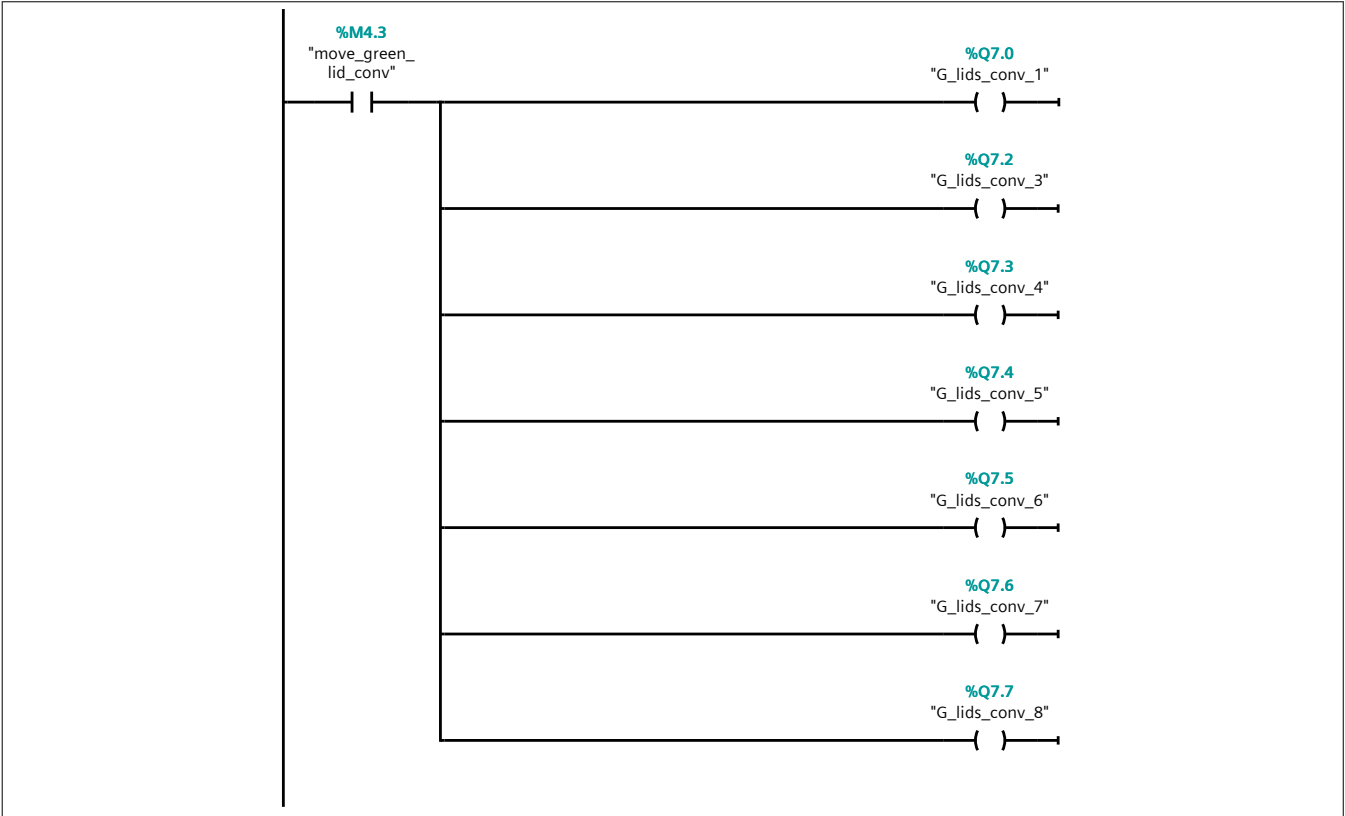 %M4.3
"move_green_
lid_conv"
%Q7.0
"G_lids_conv_1"
%Q7.2
"G_lids_conv_3"
%Q7.3
"G_lids_conv_4"
%Q7.4
"G_lids_conv_5"
%Q7.5
"G_lids_conv_6"
%Q7.6
"G_lids_conv_7"
%Q7.7
"G_lids_conv_8"